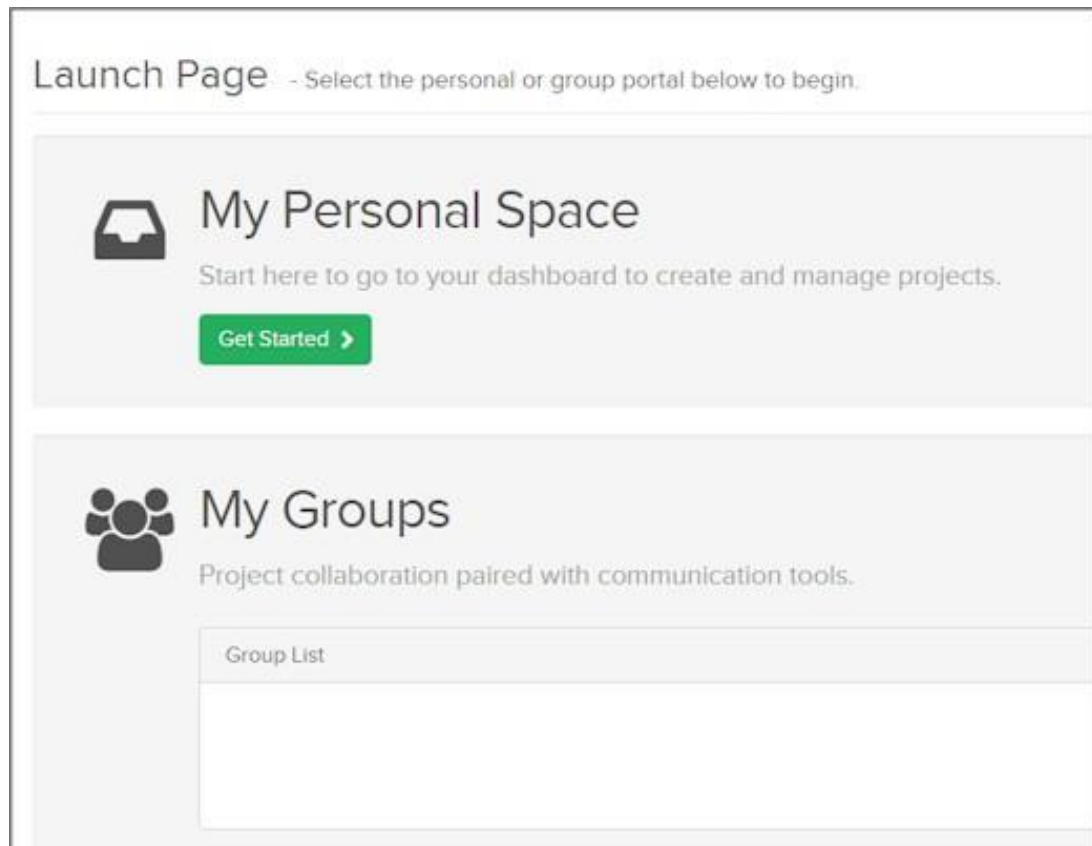 Launch Page - Select the personal or group portal below to begin.
My Personal Space
Start here to go to your dashboard to create and manage projects.
Get Started
My Groups
Project collaboration paired with communication tools.
Group List